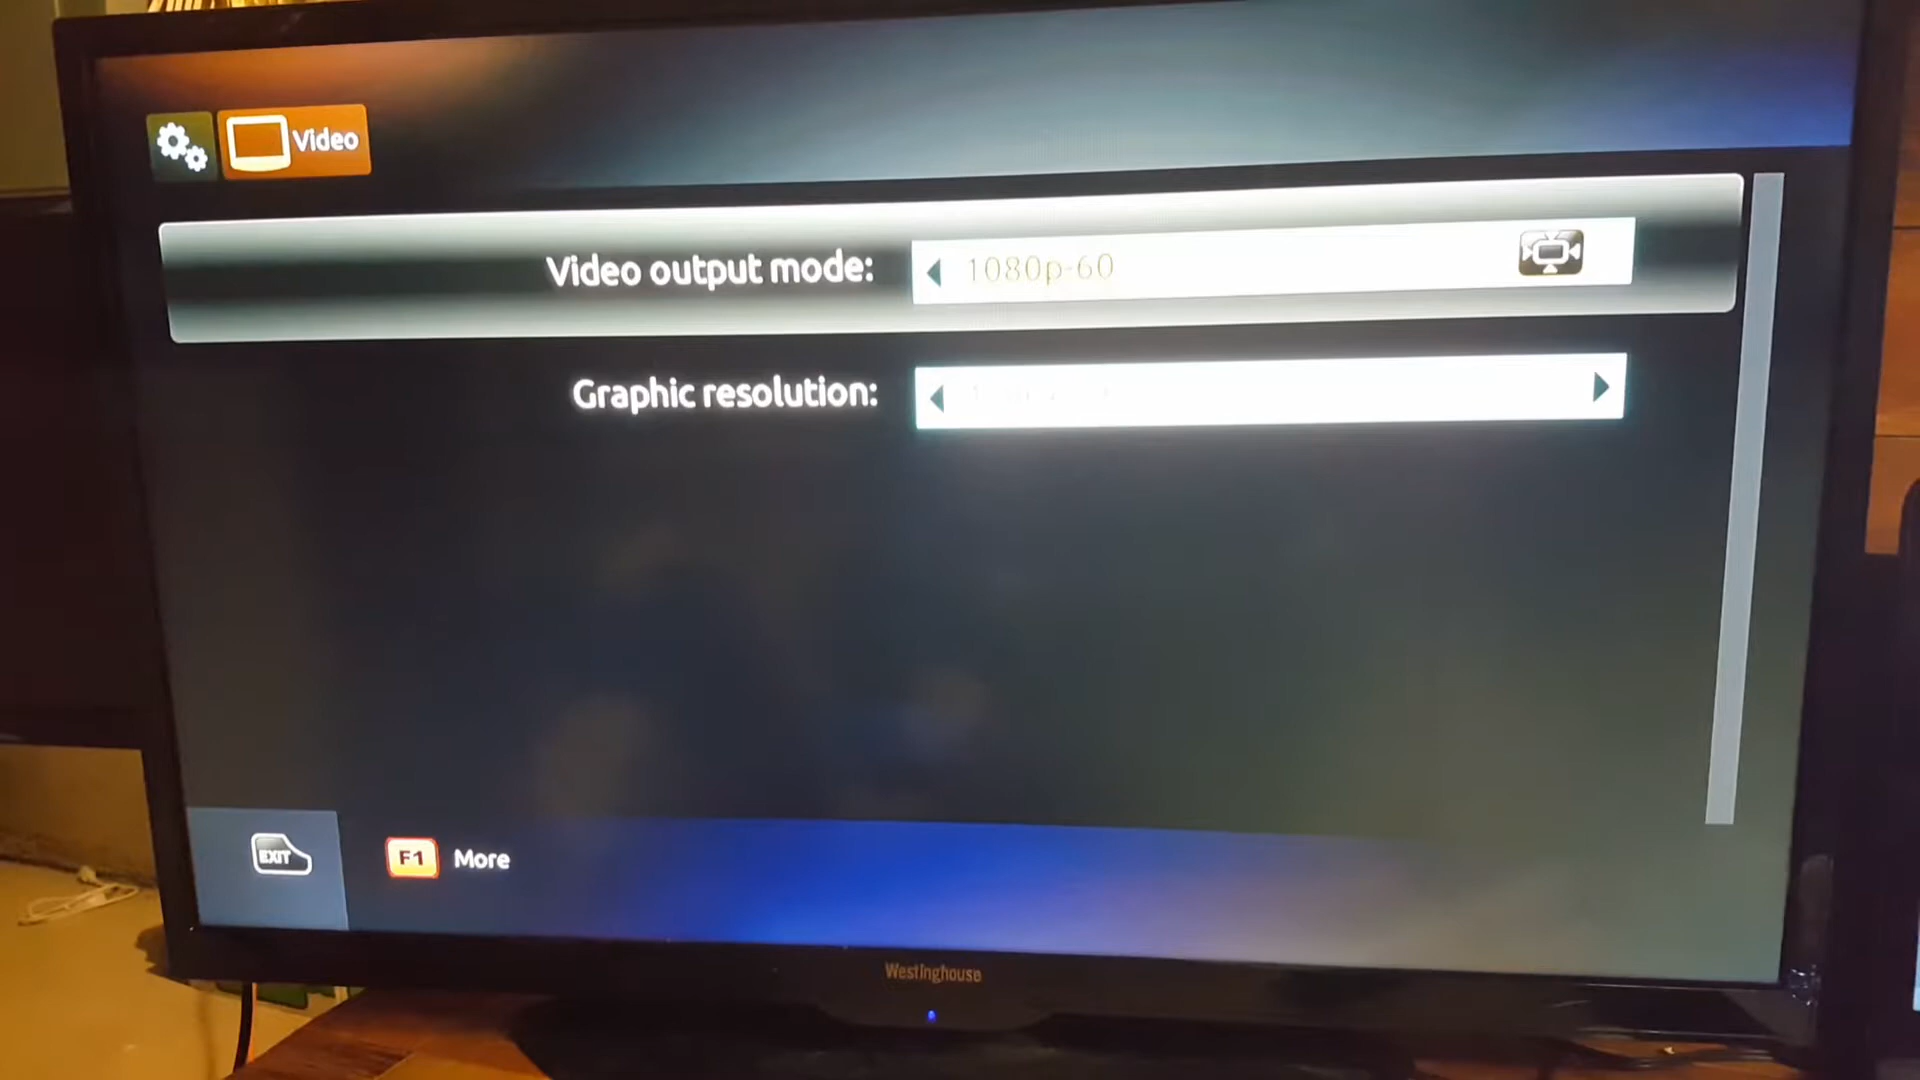 Video
Video output mode: 1080p-60
Graphic resolution:
EXIT F1 More
Westinghouse